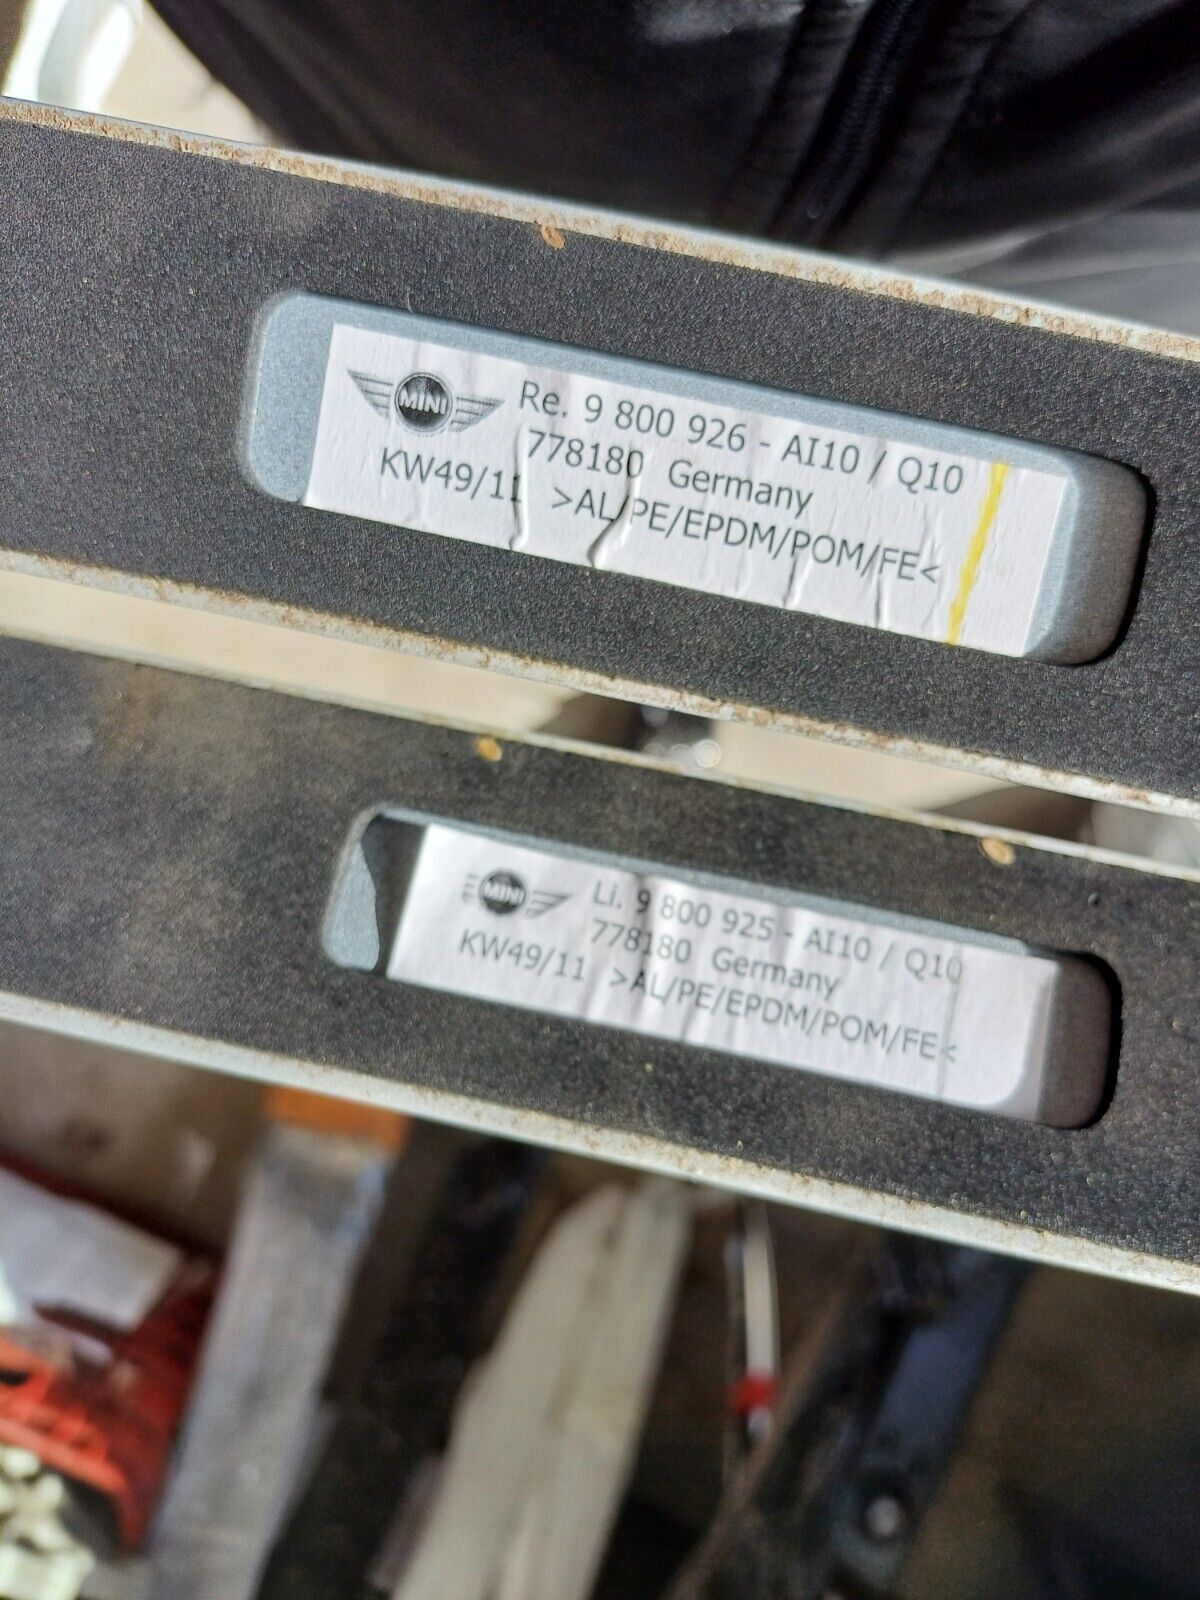 MINI
Re. 9 800 926 - AI10 / Q10
778180 Germany
KW49/11 >AL/PE/EPDM/POM/FE<
MINI
Li. 9 800 925 - AI10 / Q10
778180 Germany
KW49/11 >AL/PE/EPDM/POM/FE<